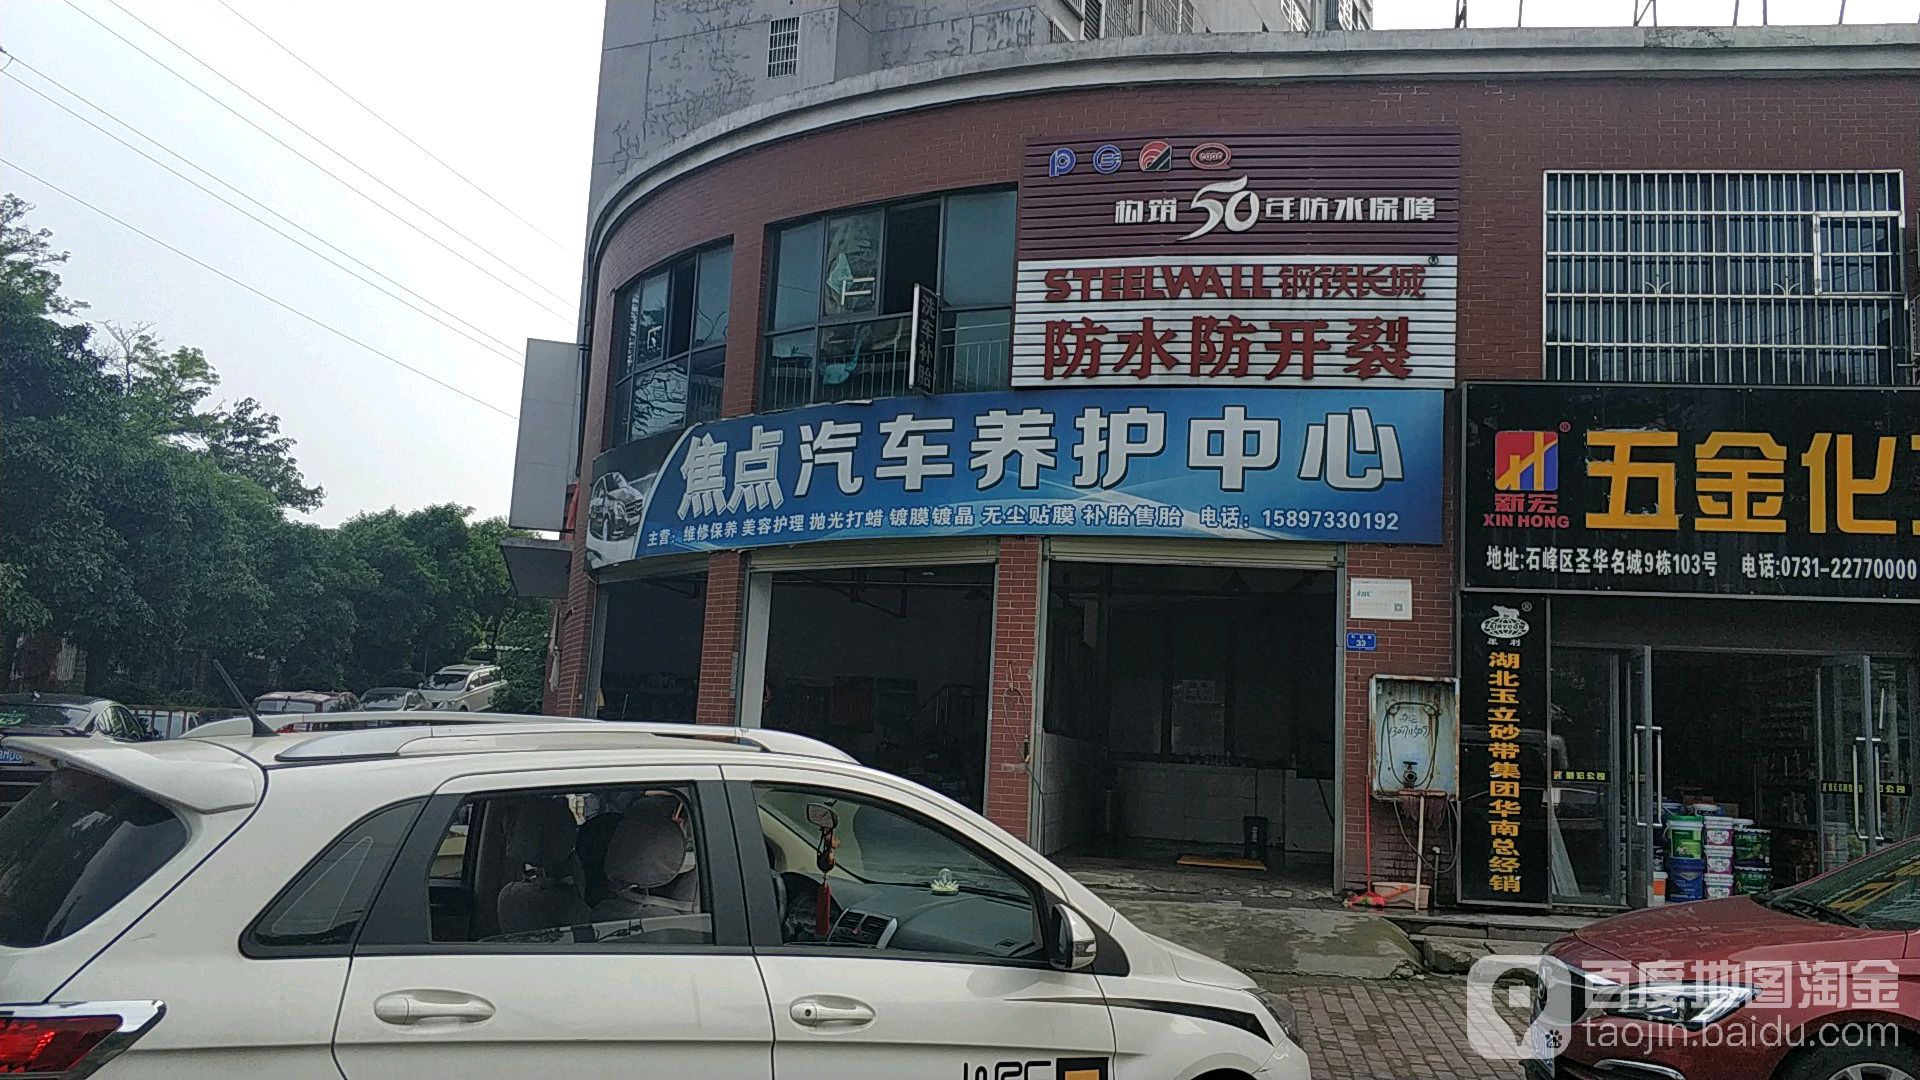 构筑50年防水保障
STEELWALL钢铁长城®
防水防开裂
洗车补胎
焦点汽车养护中心
主营：维修保养 美容护理 抛光打蜡 镀膜镀晶 无尘贴膜 补胎售胎 电话：15897330192
新宏®
XIN HONG
五金化
地址:石峰区圣华名城9栋103号 电话:0731-22770000
33
湖北玉立砂带集团华南总经销
百度地图淘金
taojin.baidu.com